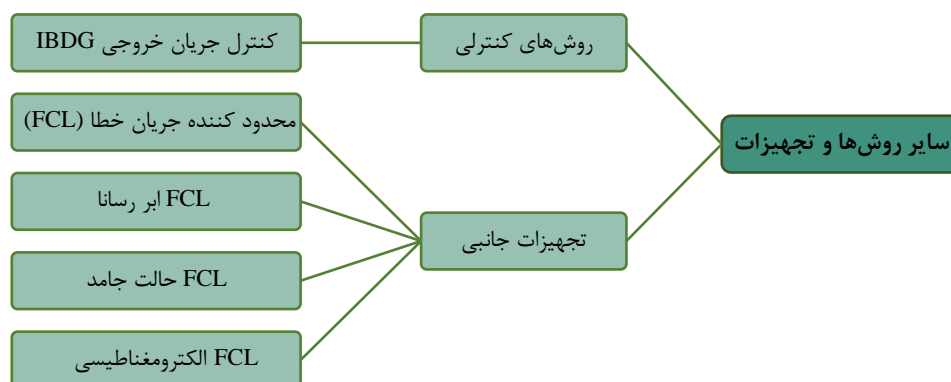 سایر روش‌ها و تجهیزات
روش‌های کنترلی
کنترل جریان خروجی IBDG
تجهیزات جانبی
محدود کننده جریان خطا (FCL)
FCL ابر رسانا
FCL حالت جامد
FCL الکترومغناطیسی